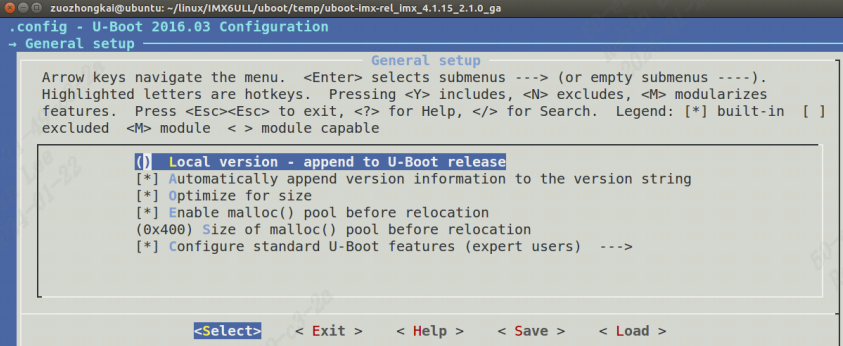 zuozhongkai@ubuntu: ~/linux/IMX6ULL/uboot/temp/uboot-imx-rel_imx_4.1.15_2.1.0_ga
.config - U-Boot 2016.03 Configuration
→ General setup
General setup
Arrow keys navigate the menu.  <Enter> selects submenus ---> (or empty submenus ----).
Highlighted letters are hotkeys.  Pressing <Y> includes, <N> excludes, <M> modularizes
features.  Press <Esc><Esc> to exit, <?> for Help, </> for Search.  Legend: [*] built-in  [ ]
excluded  <M> module  < > module capable
()  Local version - append to U-Boot release
[*] Automatically append version information to the version string
[*] Optimize for size
[*] Enable malloc() pool before relocation
(0x400) Size of malloc() pool before relocation
[*] Configure standard U-Boot features (expert users)  --->
<Select>    < Exit >    < Help >    < Save >    < Load >